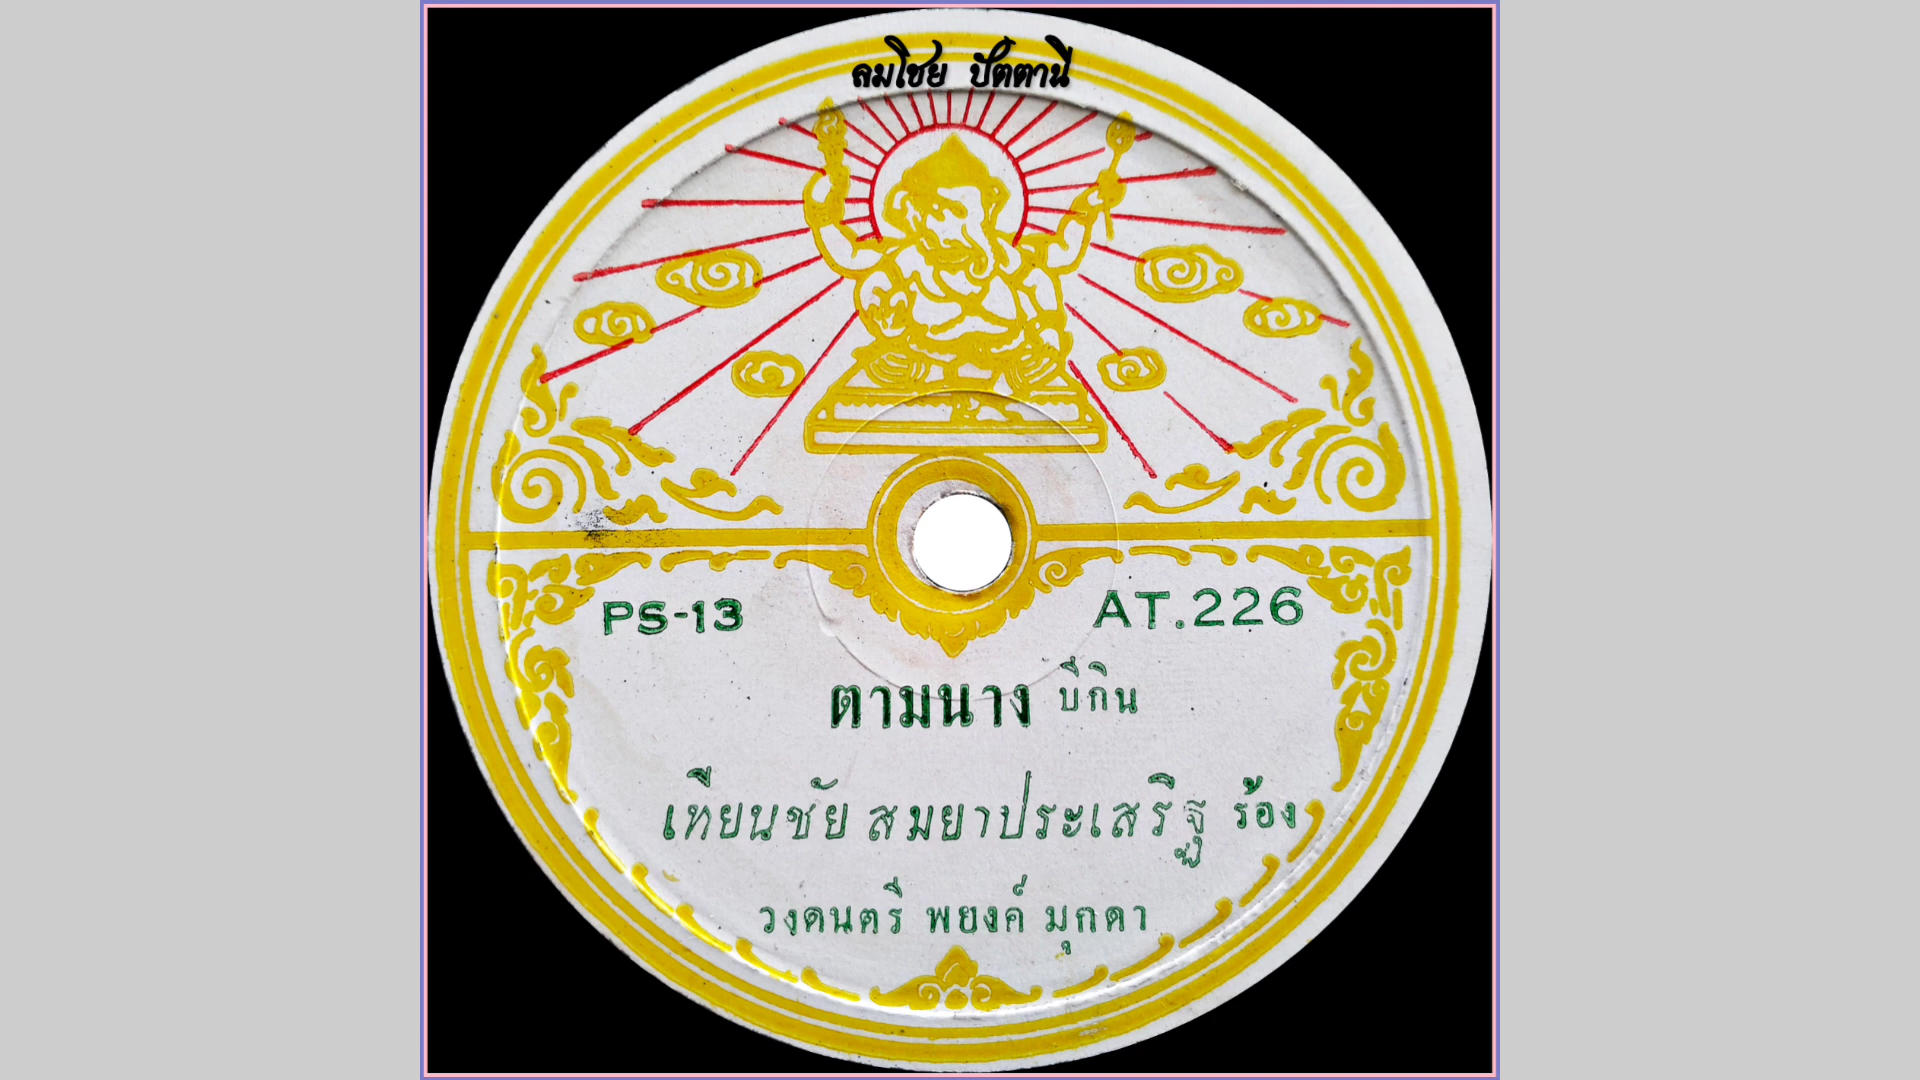 ลมโชย ปัตตานี
PS-13 AT.226
ตามนาง บีกิน
เทียนชัย สมยาประเสริฐ ร้อง
วงดนตรี พยงค์ มุกดา